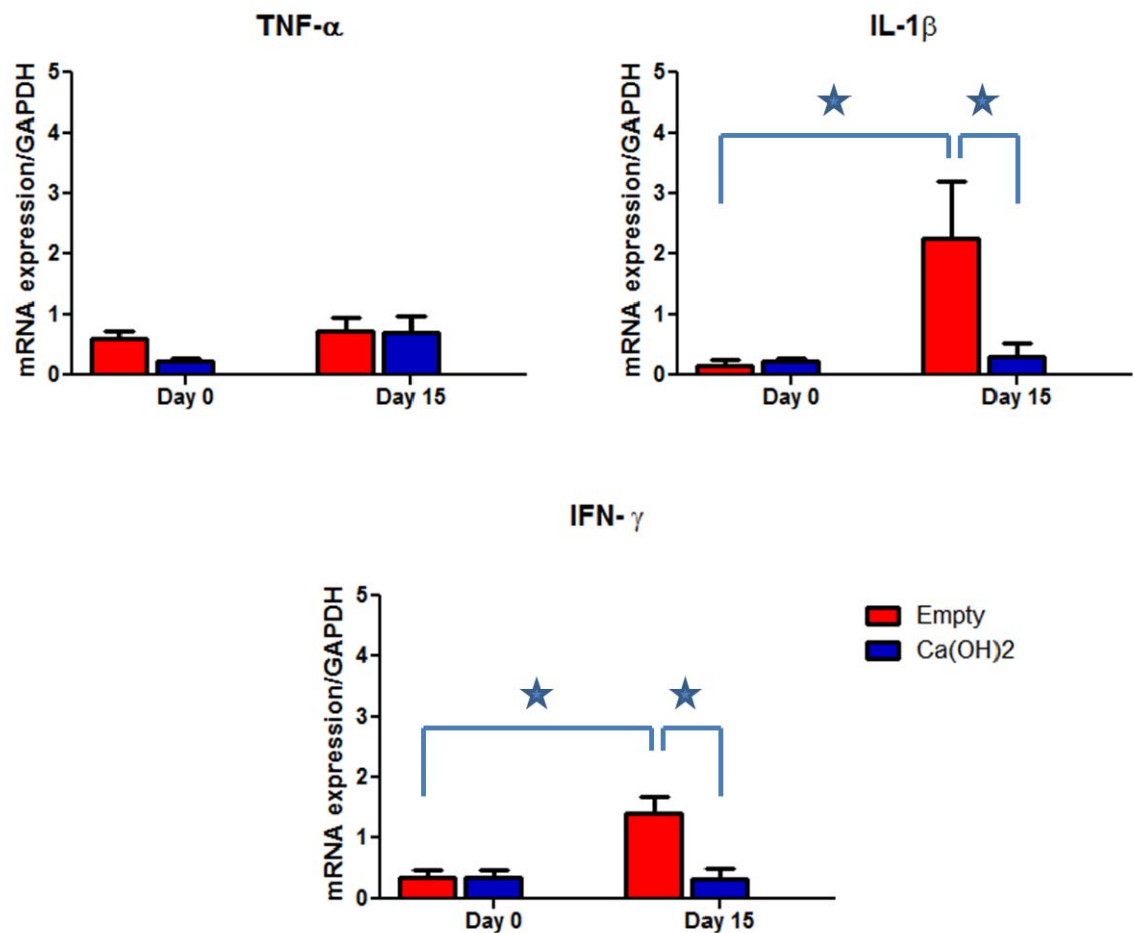 TNF-α
mRNA expression/GAPDH
5
4
3
2
1
0
Day 0
Day 15
IL-1β
mRNA expression/GAPDH
5
4
3
2
1
0
Day 0
Day 15
IFN- γ
mRNA expression/GAPDH
5
4
3
2
1
0
Day 0
Day 15
Empty
Ca(OH)2